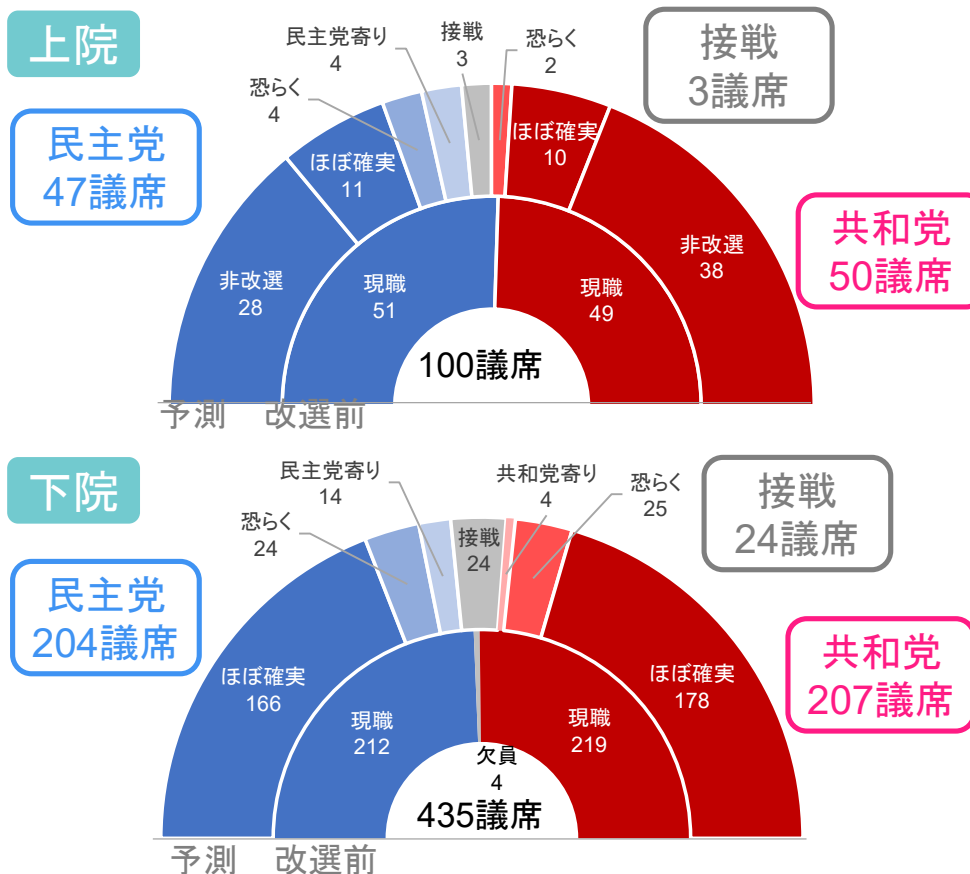 上院
民主党
47議席
民主党寄り
4
接戦
3
恐らく
2
接戦
3議席
恐らく
4
ほぼ確実
11
ほぼ確実
10
非改選
28
現職
51
現職
49
非改選
38
共和党
50議席
100議席
予測 改選前
下院
民主党
204議席
民主党寄り
14
共和党寄り
4
恐らく
25
接戦
24議席
恐らく
24
接戦
24
ほぼ確実
166
現職
212
現職
219
ほぼ確実
178
共和党
207議席
欠員
4
435議席
予測 改選前